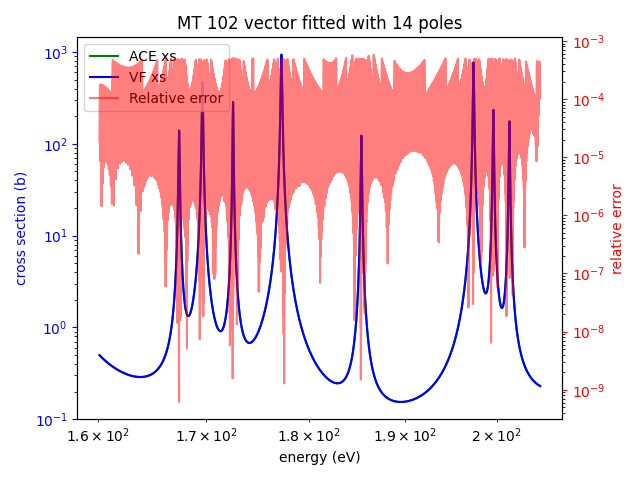 MT 102 vector fitted with 14 poles
ACE xs
VF xs
Relative error
cross section (b)
10³
10²
10¹
10⁰
10⁻¹
relative error
10⁻³
10⁻⁴
10⁻⁵
10⁻⁶
10⁻⁷
10⁻⁸
10⁻⁹
1.6 × 10² 1.7 × 10² 1.8 × 10² 1.9 × 10² 2 × 10²
energy (eV)